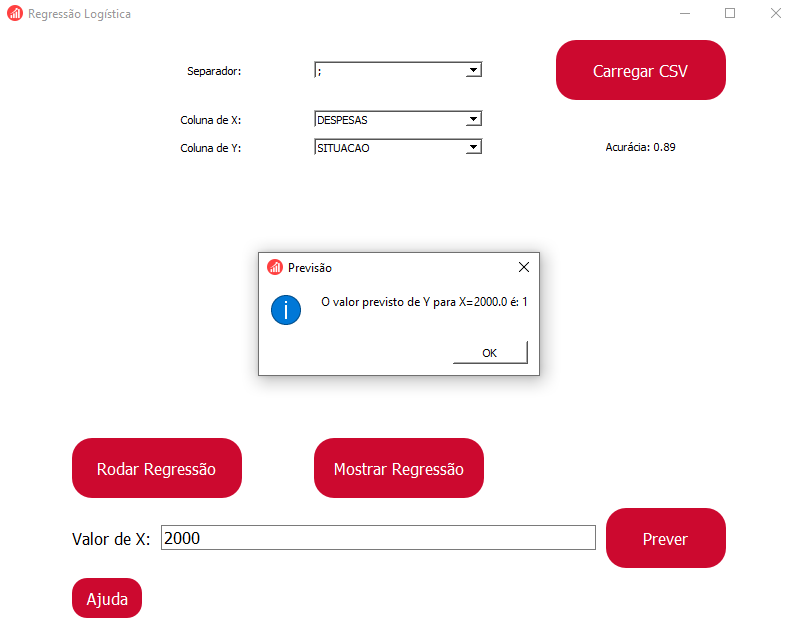 Regressão Logística
Separador:
;
Carregar CSV
Coluna de X:
DESPESAS
Coluna de Y:
SITUACAO
Acurácia: 0.89
Previsão
O valor previsto de Y para X=2000.0 é: 1
OK
Rodar Regressão
Mostrar Regressão
Valor de X:
2000
Prever
Ajuda